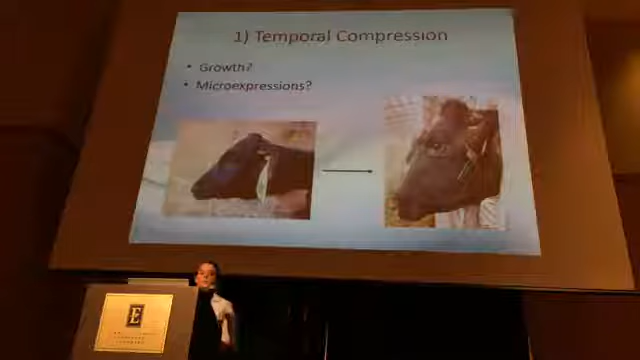 1) Temporal Compression
• Growth?
• Microexpressions?
E